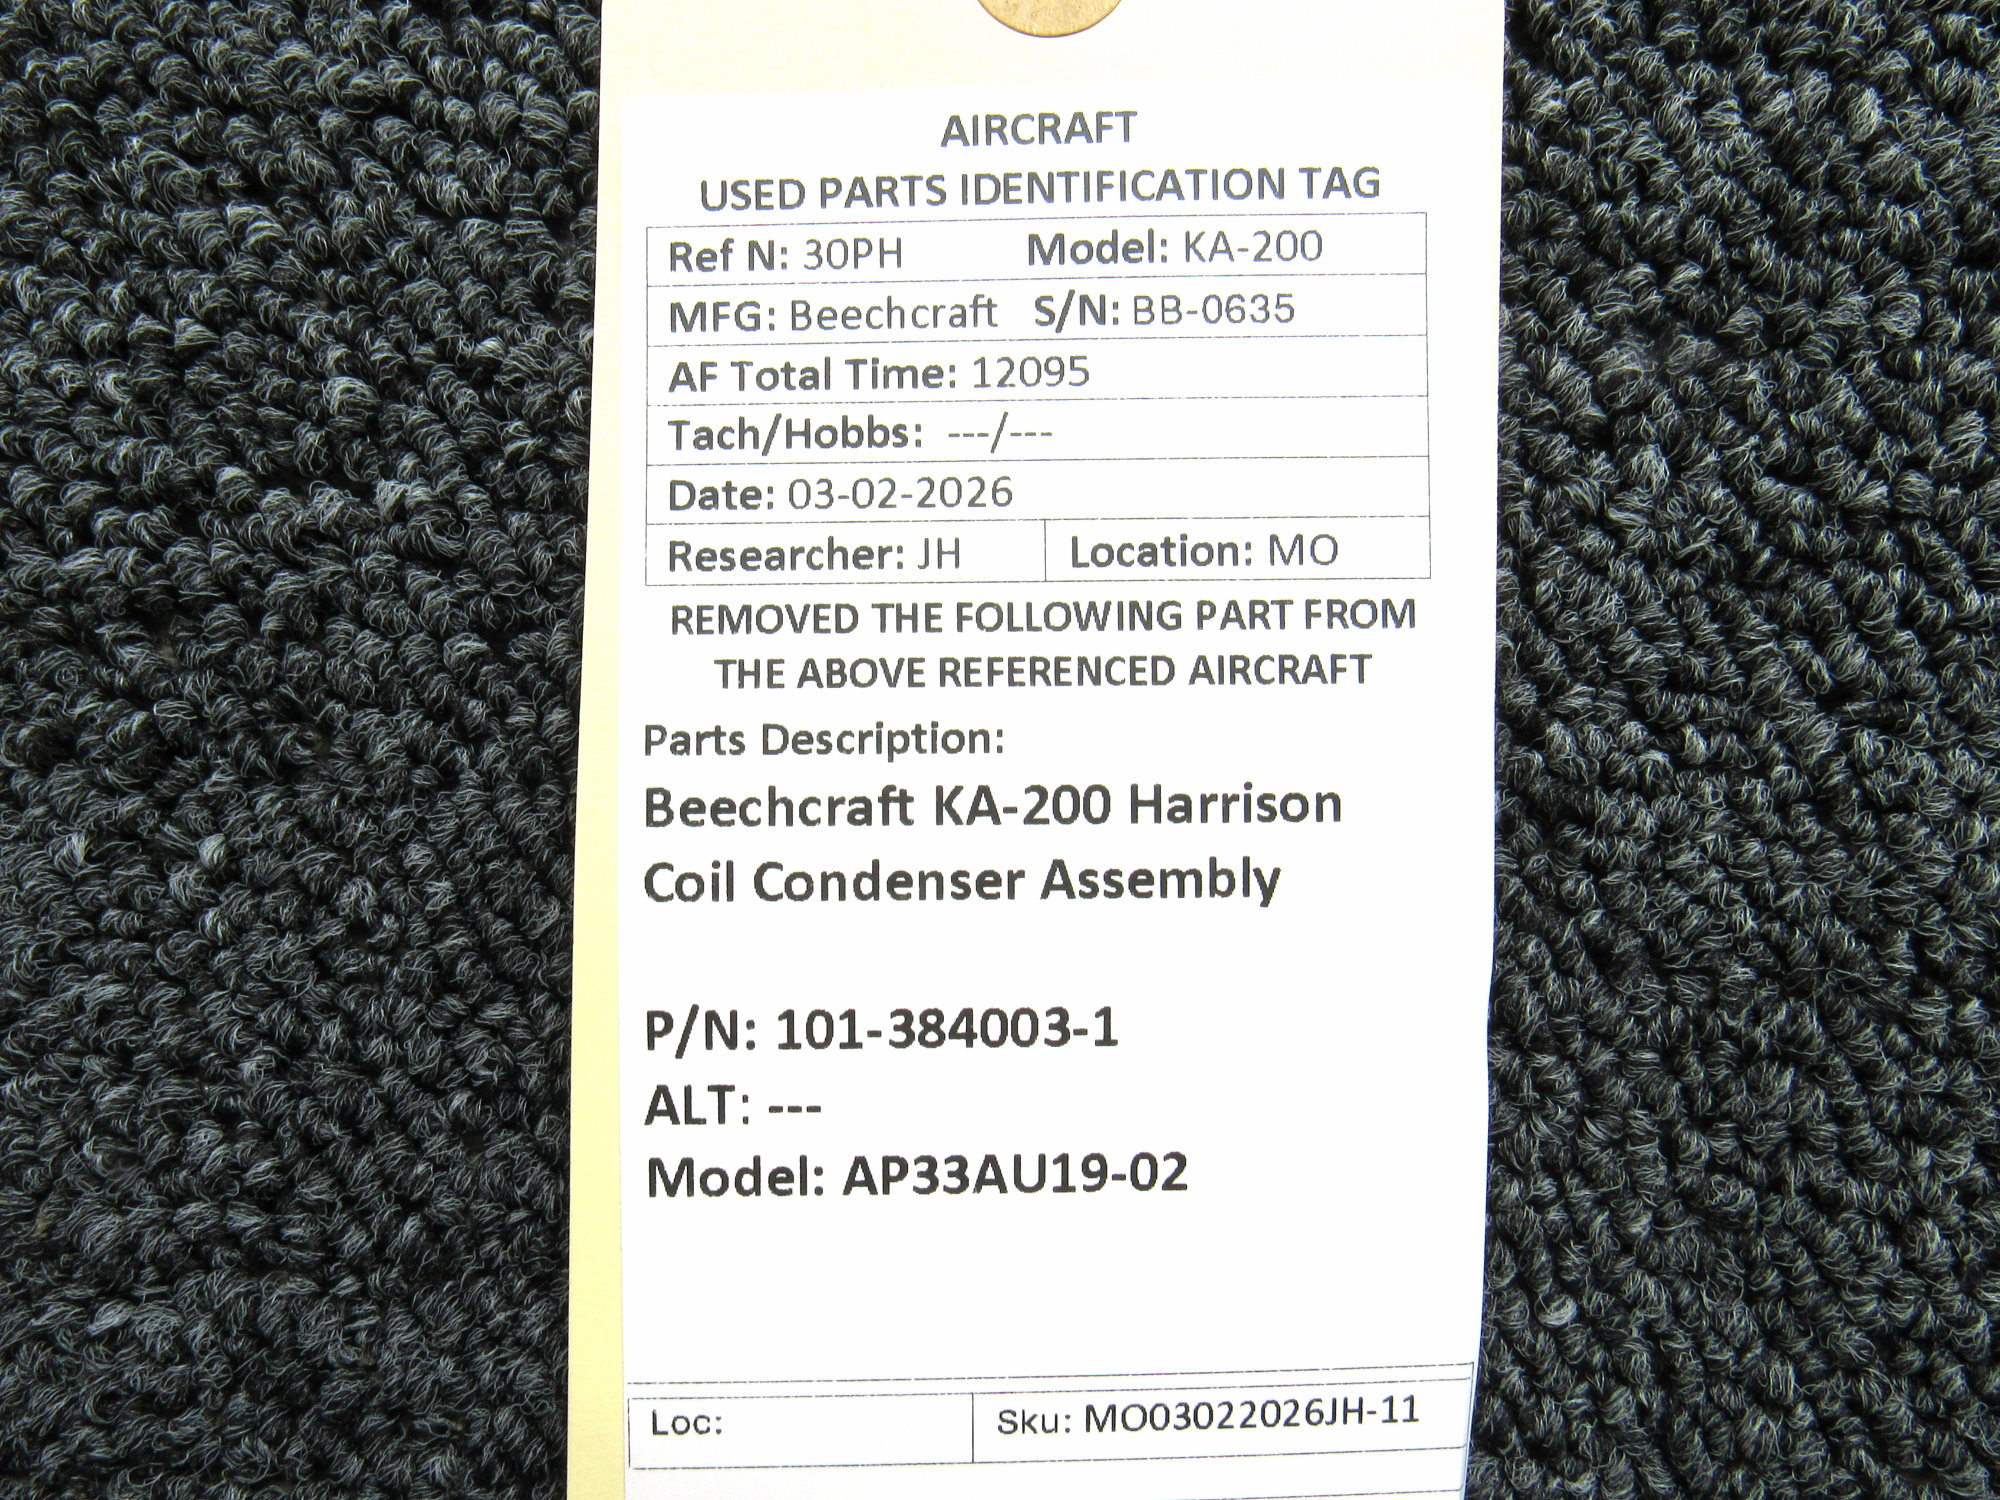 AIRCRAFT
USED PARTS IDENTIFICATION TAG
Ref N: 30PH Model: KA-200
MFG: Beechcraft S/N: BB-0635
AF Total Time: 12095
Tach/Hobbs: ---/---
Date: 03-02-2026
Researcher: JH Location: MO
REMOVED THE FOLLOWING PART FROM
THE ABOVE REFERENCED AIRCRAFT
Parts Description:
Beechcraft KA-200 Harrison
Coil Condenser Assembly
P/N: 101-384003-1
ALT: ---
Model: AP33AU19-02
Loc: Sku: MO03022026JH-11